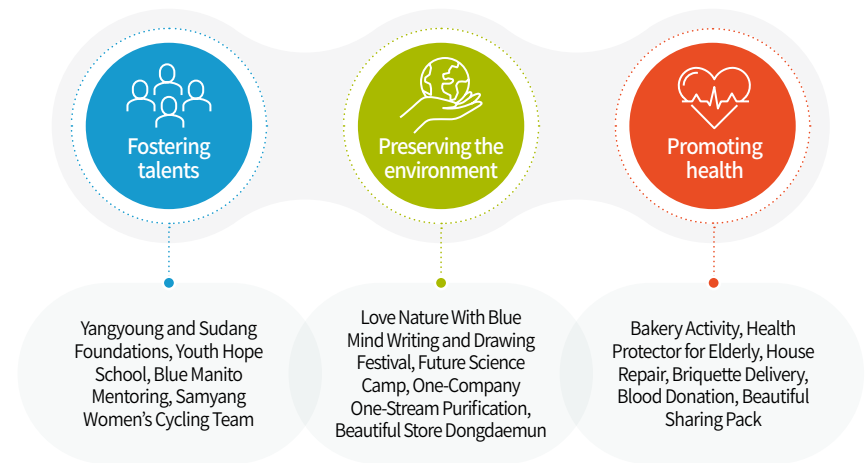 Fostering
talents
Preserving the
environment
Promoting
health
Yangyoung and Sudang
Foundations, Youth Hope
School, Blue Manito
Mentoring, Samyang
Women's Cycling Team
Love Nature With Blue
Mind Writing and Drawing
Festival, Future Science
Camp, One-Company
One-Stream Purification,
Beautiful Store Dongdaemun
Bakery Activity, Health
Protector for Elderly, House
Repair, Briquette Delivery,
Blood Donation, Beautiful
Sharing Pack